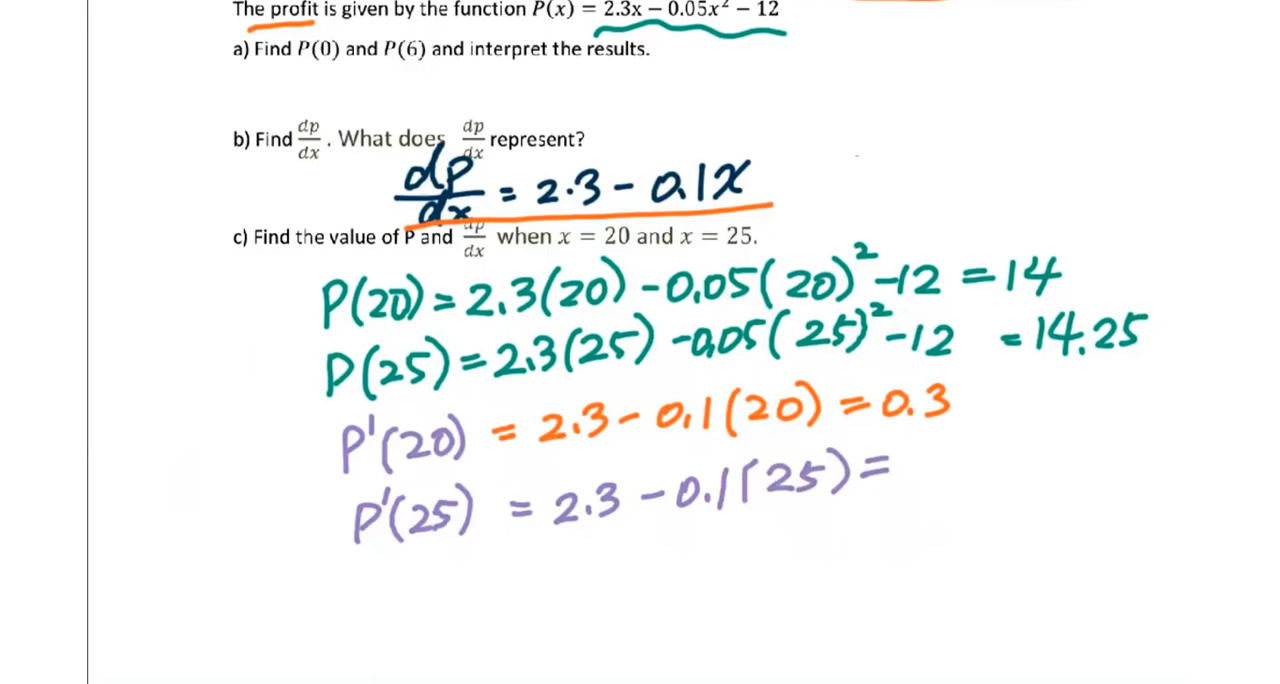 The profit is given by the function P(x) = 2.3x − 0.05x² − 12
a) Find P(0) and P(6) and interpret the results.
b) Find dp/dx . What does dp/dx represent?
dp/dx = 2.3 - 0.1x
c) Find the value of P and dp/dx when x = 20 and x = 25.
P(20) = 2.3(20) - 0.05(20)² - 12 = 14
P(25) = 2.3(25) - 0.05(25)² - 12 = 14.25
P'(20) = 2.3 - 0.1(20) = 0.3
P'(25) = 2.3 - 0.1(25) =